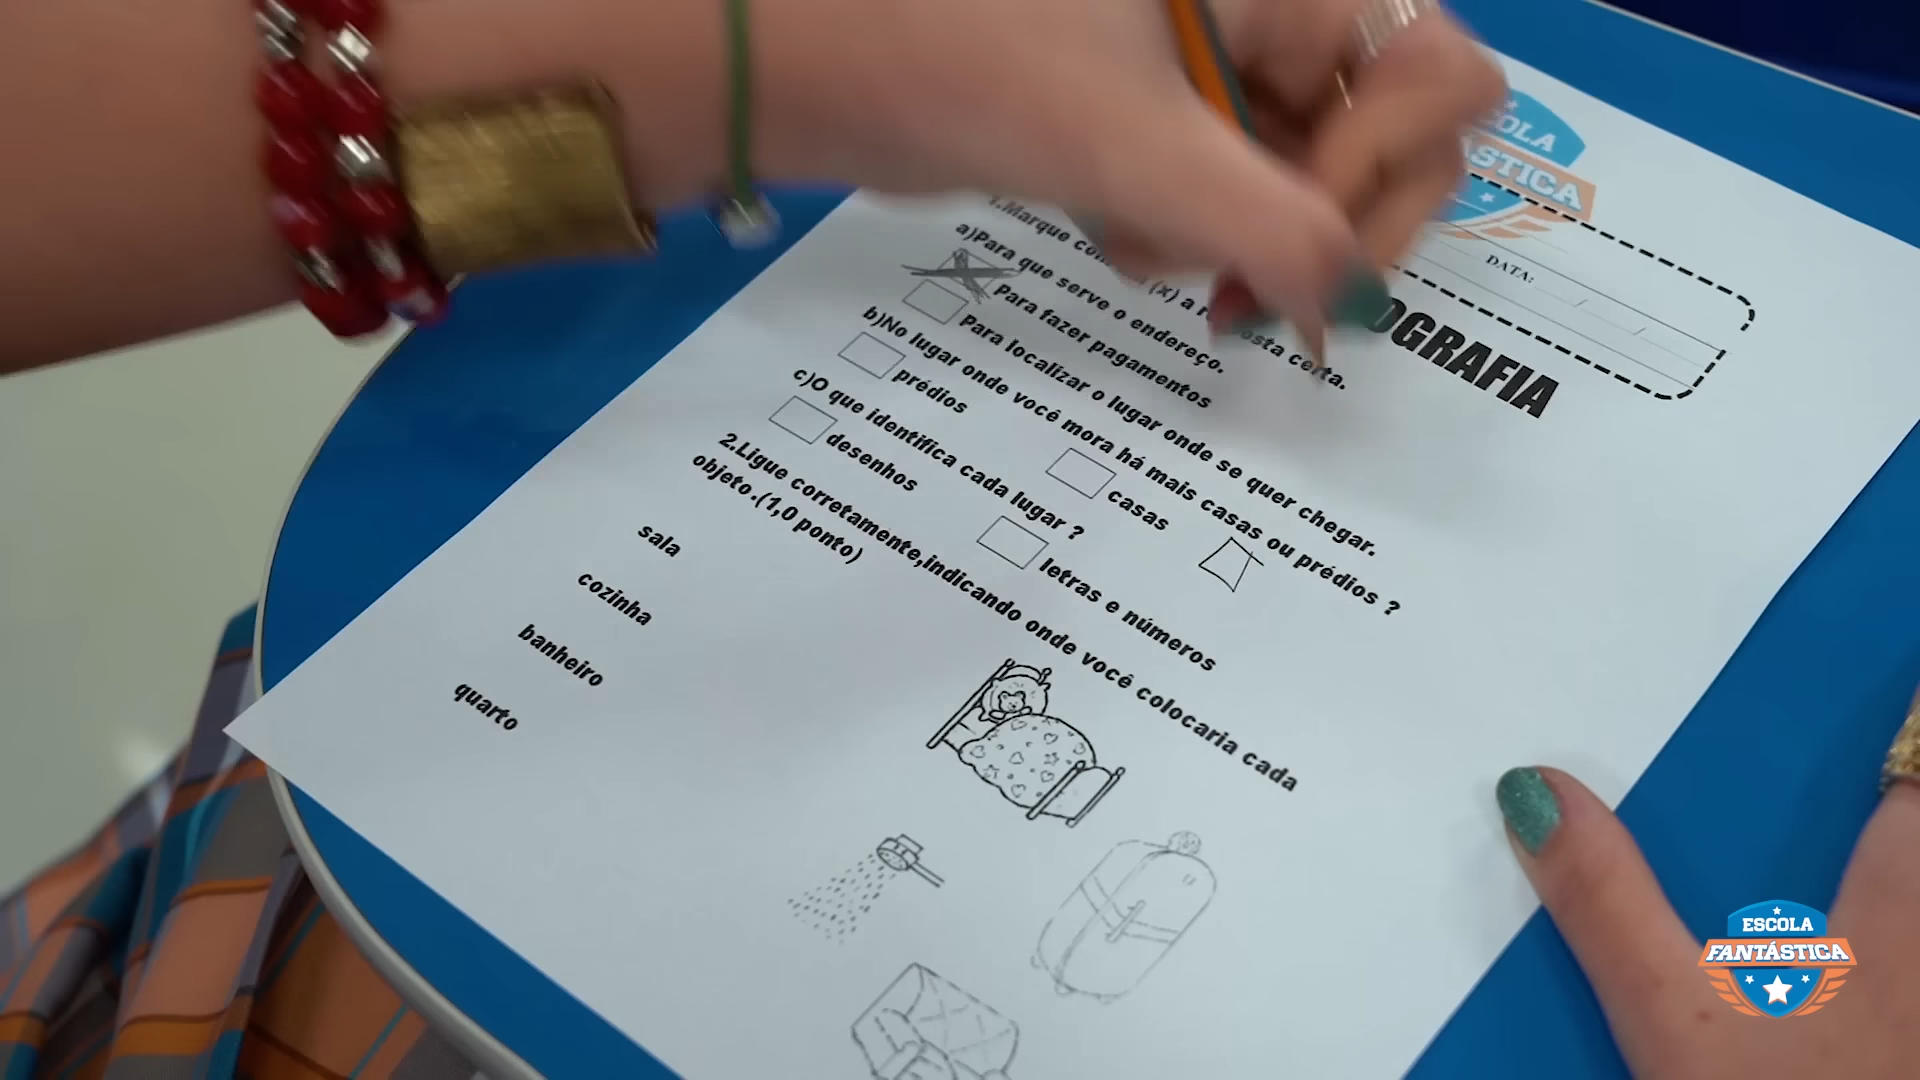 ESCOLA
FANTÁSTICA
DATA:
OGRAFIA
1.Marque com (x) a resposta certa.
a)Para que serve o endereço.
Para fazer pagamentos
Para localizar o lugar onde se quer chegar.
b)No lugar onde você mora há mais casas ou prédios ?
prédios
casas
c)O que identifica cada lugar ?
desenhos
letras e números
2.Ligue corretamente,indicando onde você colocaria cada
objeto.(1,0 ponto)
sala
cozinha
banheiro
quarto
ESCOLA
FANTÁSTICA